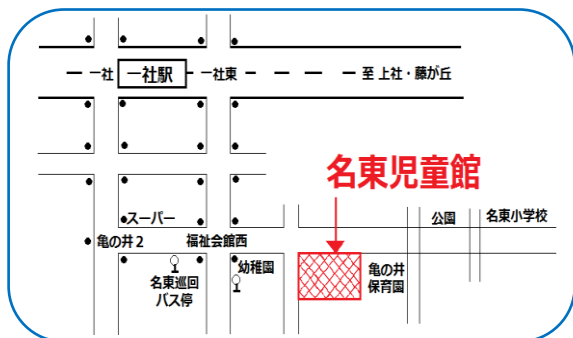 一社
一社駅
一社東
至 上社・藤が丘
名東児童館
スーパー
公園
名東小学校
亀の井２
福祉会館西
名東巡回
バス停
幼稚園
亀の井
保育園